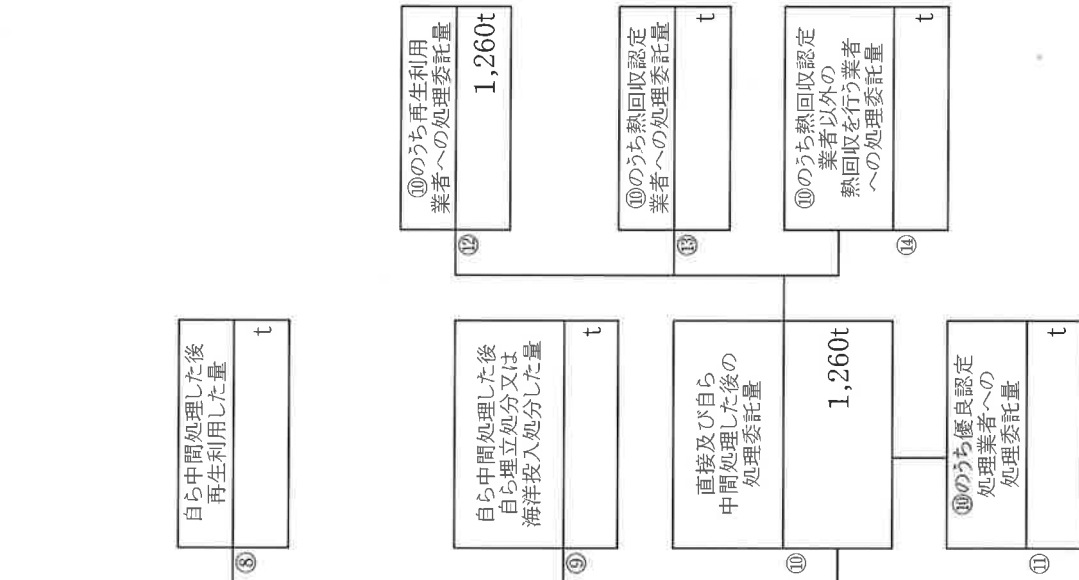 自ら中間処理した後
再生利用した量
t
⑧
自ら中間処理した後
自ら埋立処分又は
海洋投入処分した量
t
⑨
直接及び自ら
中間処理した後の
処理委託量
1,260t
⑩
⑩のうち優良認定
処理業者への
処理委託量
t
⑪
⑩のうち再生利用
業者への処理委託量
1,260t
⑫
⑩のうち熱回収認定
業者への処理委託量
t
⑬
⑩のうち熱回収認定
業者以外の
熱回収を行う業者
への処理委託量
t
⑭